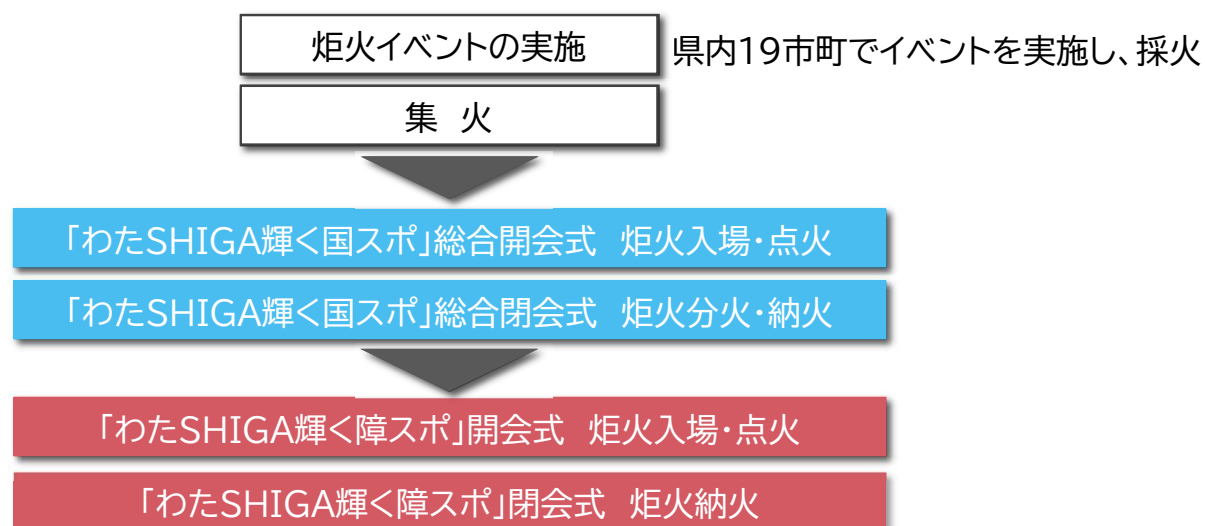 炬火イベントの実施
県内19市町でイベントを実施し、採火
集 火
「わたSHIGA輝く国スポ」総合開会式 炬火入場・点火
「わたSHIGA輝く国スポ」総合閉会式 炬火分火・納火
「わたSHIGA輝く障スポ」開会式 炬火入場・点火
「わたSHIGA輝く障スポ」閉会式 炬火納火